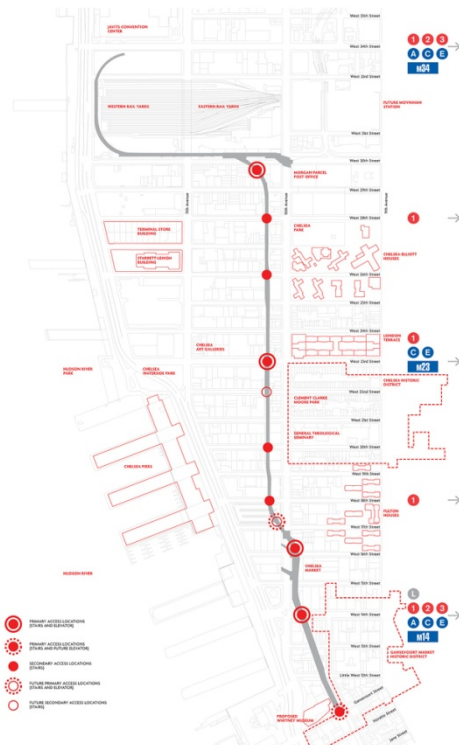 JAVITS CONVENTION
CENTER
West 35th Street
West 34th Street
1 2 3
A C E
M34
West 33rd Street
WESTERN RAIL YARDS
EASTERN RAIL YARDS
FUTURE MOYNIHAN
STATION
West 31st Street
West 30th Street
MORGAN PARCEL
POST OFFICE
West 29th Street
11th Avenue
10th Avenue
9th Avenue
West 28th Street
1
TERMINAL STORE
BUILDING
CHELSEA
PARK
STARRETT-LEHIGH
BUILDING
CHELSEA-ELLIOTT
HOUSES
West 26th Street
West 25th Street
West 24th Street
LONDON
TERRACE
1
C E
M23
CHELSEA
ART GALLERIES
West 23rd Street
HUDSON RIVER
PARK
CHELSEA
WATERSIDE PARK
CHELSEA HISTORIC
DISTRICT
West 22nd Street
CLEMENT CLARKE
MOORE PARK
West 21st Street
GENERAL THEOLOGICAL
SEMINARY
West 20th Street
CHELSEA PIERS
West 19th Street
West 18th Street
1
FULTON
HOUSES
West 17th Street
West 16th Street
CHELSEA
MARKET
HUDSON RIVER
West 15th Street
L
West 14th Street
1 2 3
A C E
M14
West 13th Street
GANSEVOORT MARKET
HISTORIC DISTRICT
Little West 12th Street
Gansevoort Street
PROPOSED
WHITNEY MUSEUM
Horatio Street
Jane Street
PRIMARY ACCESS LOCATIONS
(STAIRS AND ELEVATOR)
PRIMARY ACCESS LOCATIONS
(STAIRS AND FUTURE ELEVATOR)
SECONDARY ACCESS LOCATIONS
(STAIRS)
FUTURE PRIMARY ACCESS LOCATIONS
(STAIRS AND ELEVATOR)
FUTURE SECONDARY ACCESS LOCATIONS
(STAIRS)